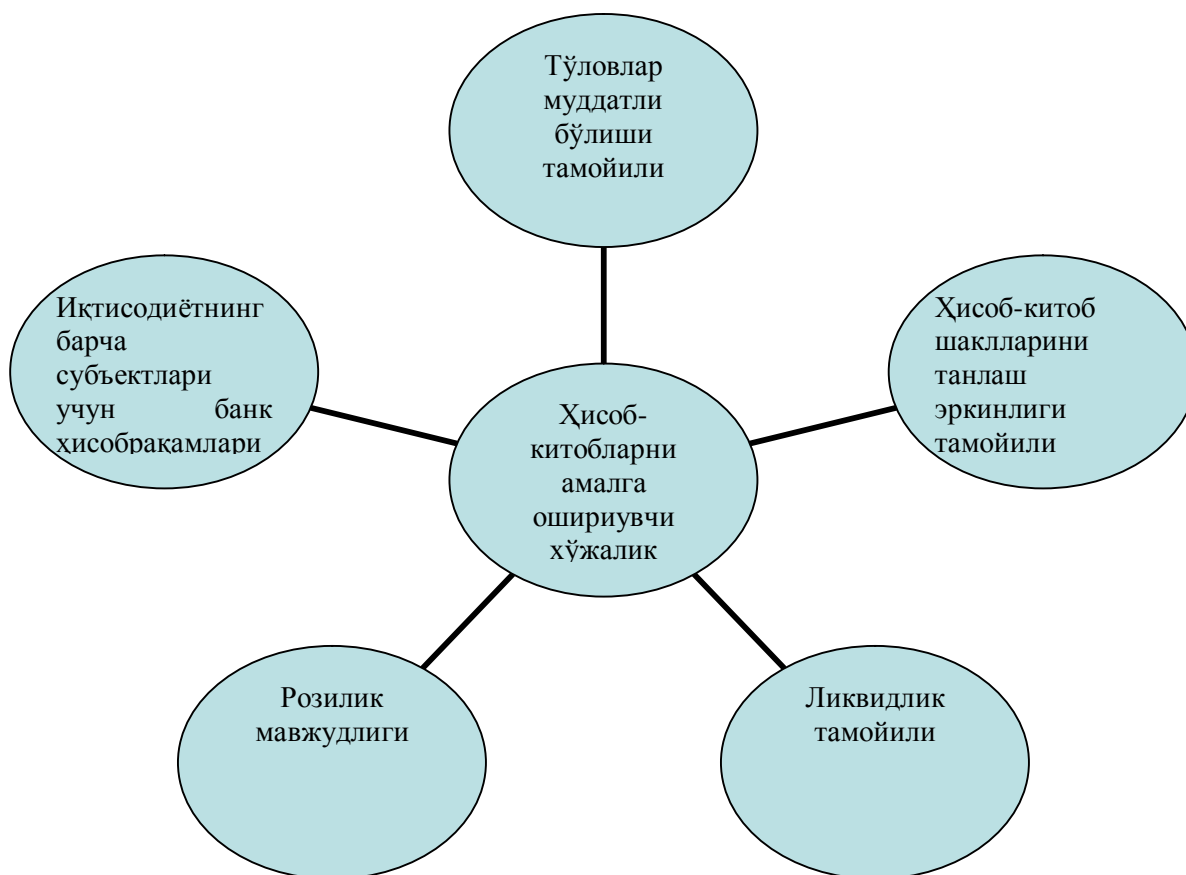 Тўловлар
муддатли
бўлиши
тамойили
Иқтисодиётнинг
барча
субъектлари
учун банк
ҳисобрақамлари
Ҳисоб-китоб
шаклларини
танлаш
эркинлиги
тамойили
Ҳисоб-
китобларни
амалга
ошириувчи
хўжалик
Розилик
мавжудлиги
Ликвидлик
тамойили